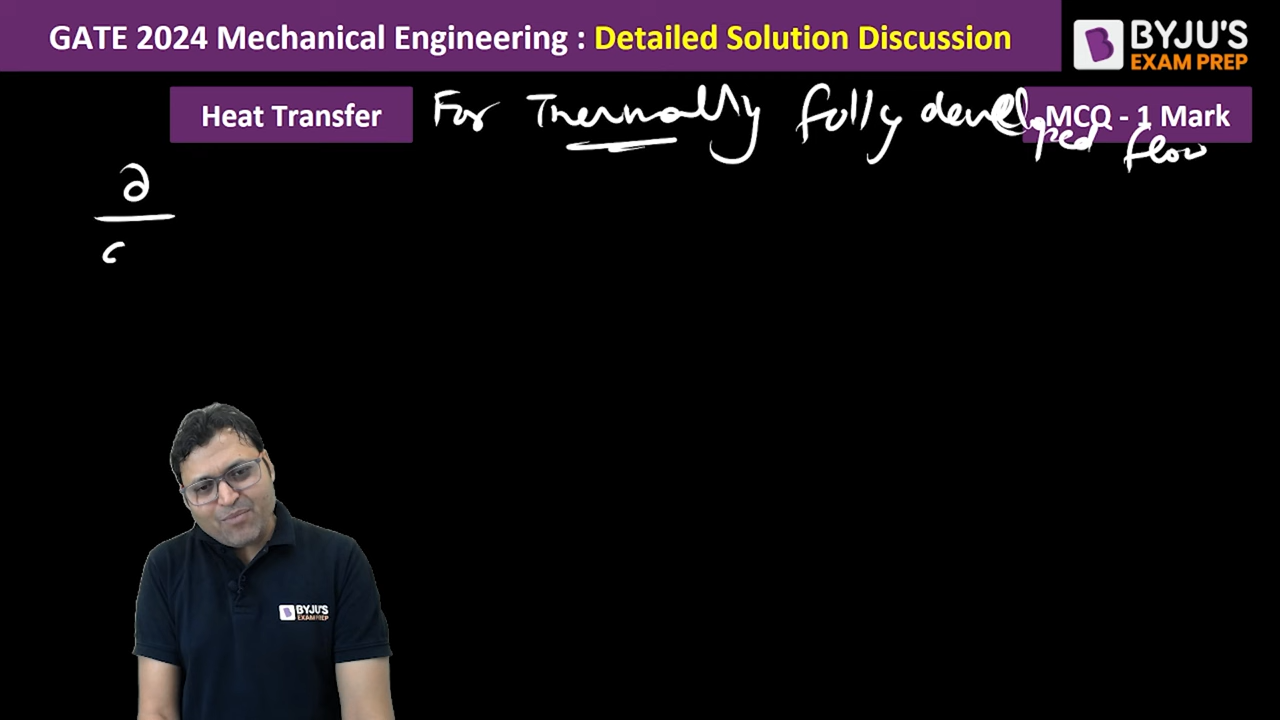 GATE 2024 Mechanical Engineering : Detailed Solution Discussion
BYJU'S
EXAM PREP
Heat Transfer
For Thermally fully developed flow
MCQ - 1 Mark
∂
BYJU'S
EXAM PREP